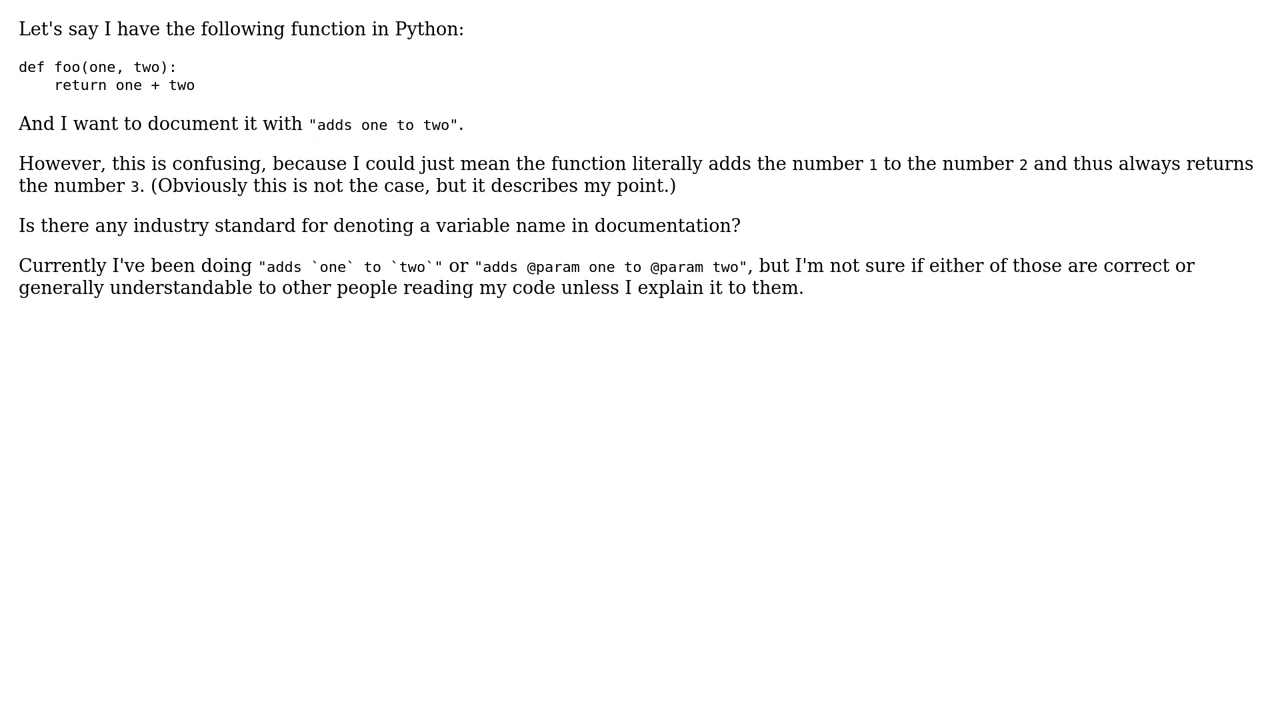 Let's say I have the following function in Python:
def foo(one, two):
    return one + two
And I want to document it with "adds one to two".
However, this is confusing, because I could just mean the function literally adds the number 1 to the number 2 and thus always returns
the number 3. (Obviously this is not the case, but it describes my point.)
Is there any industry standard for denoting a variable name in documentation?
Currently I've been doing "adds `one` to `two`" or "adds @param one to @param two", but I'm not sure if either of those are correct or
generally understandable to other people reading my code unless I explain it to them.